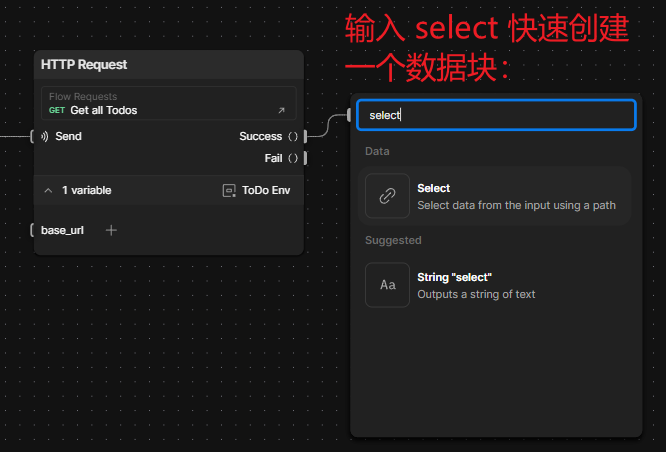 输入 select 快速创建
一个数据块：
HTTP Request
Flow Requests
GET Get all Todos
Send
Success
Fail
1 variable
ToDo Env
base_url
select
Data
Select
Select data from the input using a path
Suggested
Aa
String "select"
Outputs a string of text